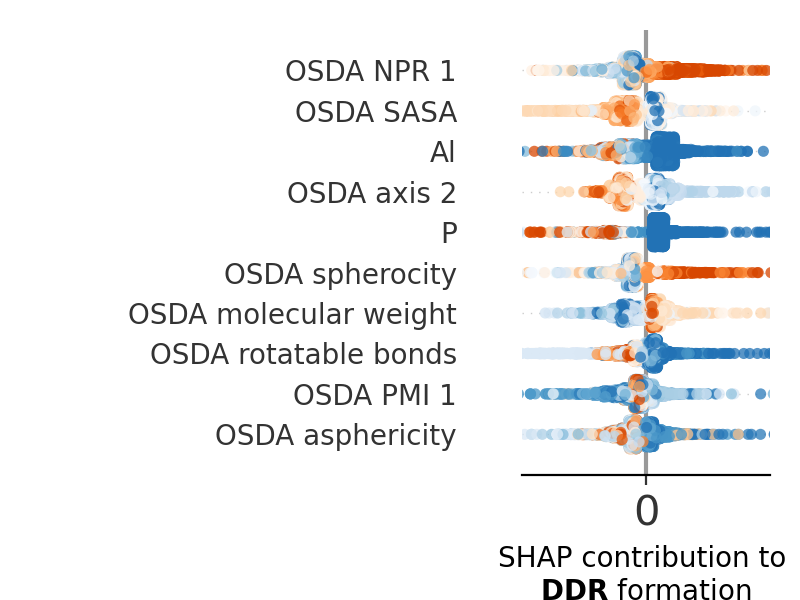 OSDA NPR 1
OSDA SASA
Al
OSDA axis 2
P
OSDA spherocity
OSDA molecular weight
OSDA rotatable bonds
OSDA PMI 1
OSDA asphericity
0
SHAP contribution to
DDR formation